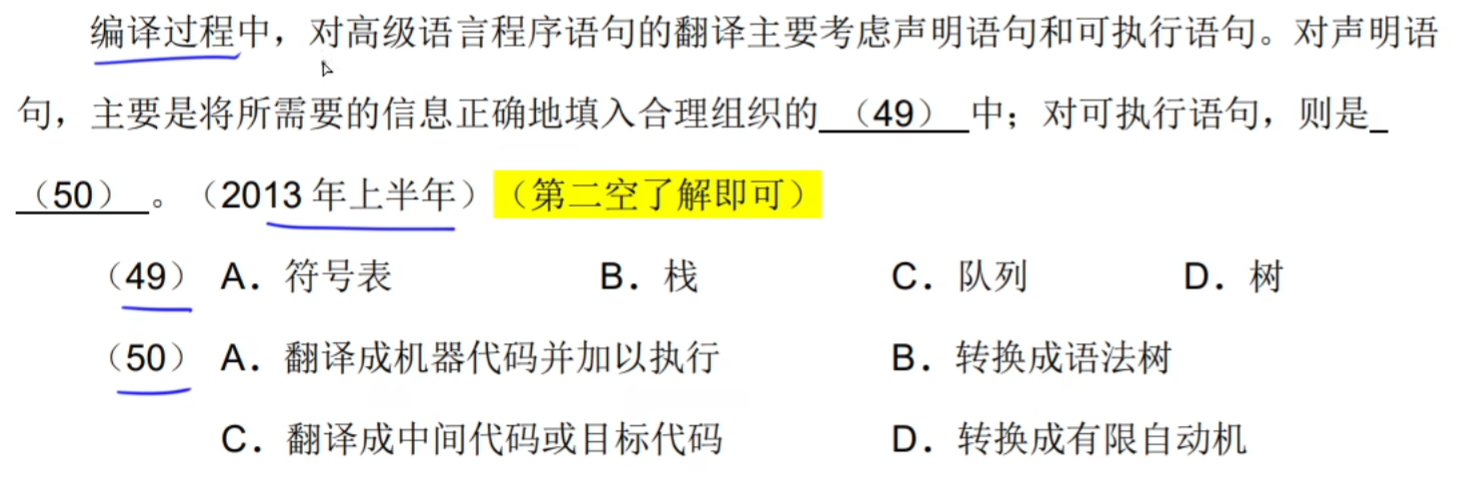 编译过程中，对高级语言程序语句的翻译主要考虑声明语句和可执行语句。对声明语
句，主要是将所需要的信息正确地填入合理组织的 （49） 中；对可执行语句，则是
（50） 。（2013 年上半年）（第二空了解即可）
（49） A．符号表 B．栈 C．队列 D．树
（50） A．翻译成机器代码并加以执行 B．转换成语法树
C．翻译成中间代码或目标代码 D．转换成有限自动机